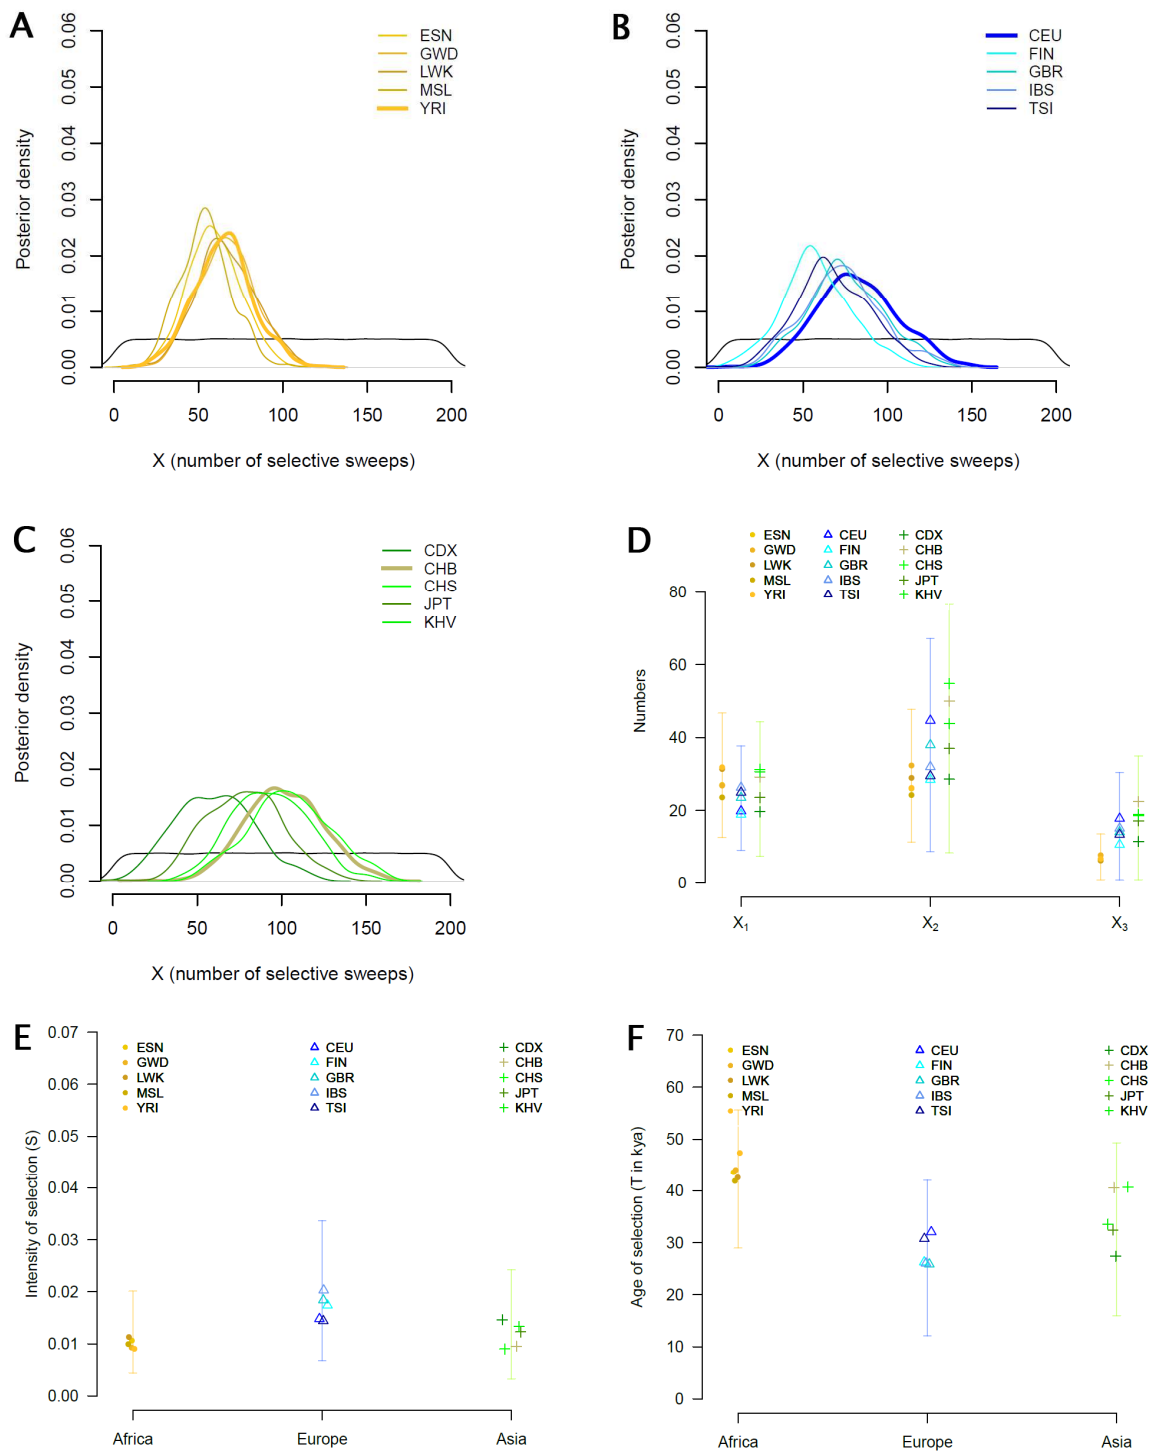 A
0.06
0.05
0.04
0.03
0.02
0.01
0.00
Posterior density
ESN
GWD
LWK
MSL
YRI
0 50 100 150 200
X (number of selective sweeps)
B
0.06
0.05
0.04
0.03
0.02
0.01
0.00
Posterior density
CEU
FIN
GBR
IBS
TSI
0 50 100 150 200
X (number of selective sweeps)
C
0.06
0.05
0.04
0.03
0.02
0.01
0.00
Posterior density
CDX
CHB
CHS
JPT
KHV
0 50 100 150 200
X (number of selective sweeps)
D
ESN CEU CDX
GWD FIN CHB
LWK GBR CHS
MSL IBS JPT
YRI TSI KHV
80
60
40
20
0
Numbers
X1 X2 X3
E
0.07
0.06
0.05
0.04
0.03
0.02
0.01
0.00
Intensity of selection (S)
ESN CEU CDX
GWD FIN CHB
LWK GBR CHS
MSL IBS JPT
YRI TSI KHV
Africa Europe Asia
F
70
60
50
40
30
20
10
0
Age of selection (T in kya)
ESN CEU CDX
GWD FIN CHB
LWK GBR CHS
MSL IBS JPT
YRI TSI KHV
Africa Europe Asia